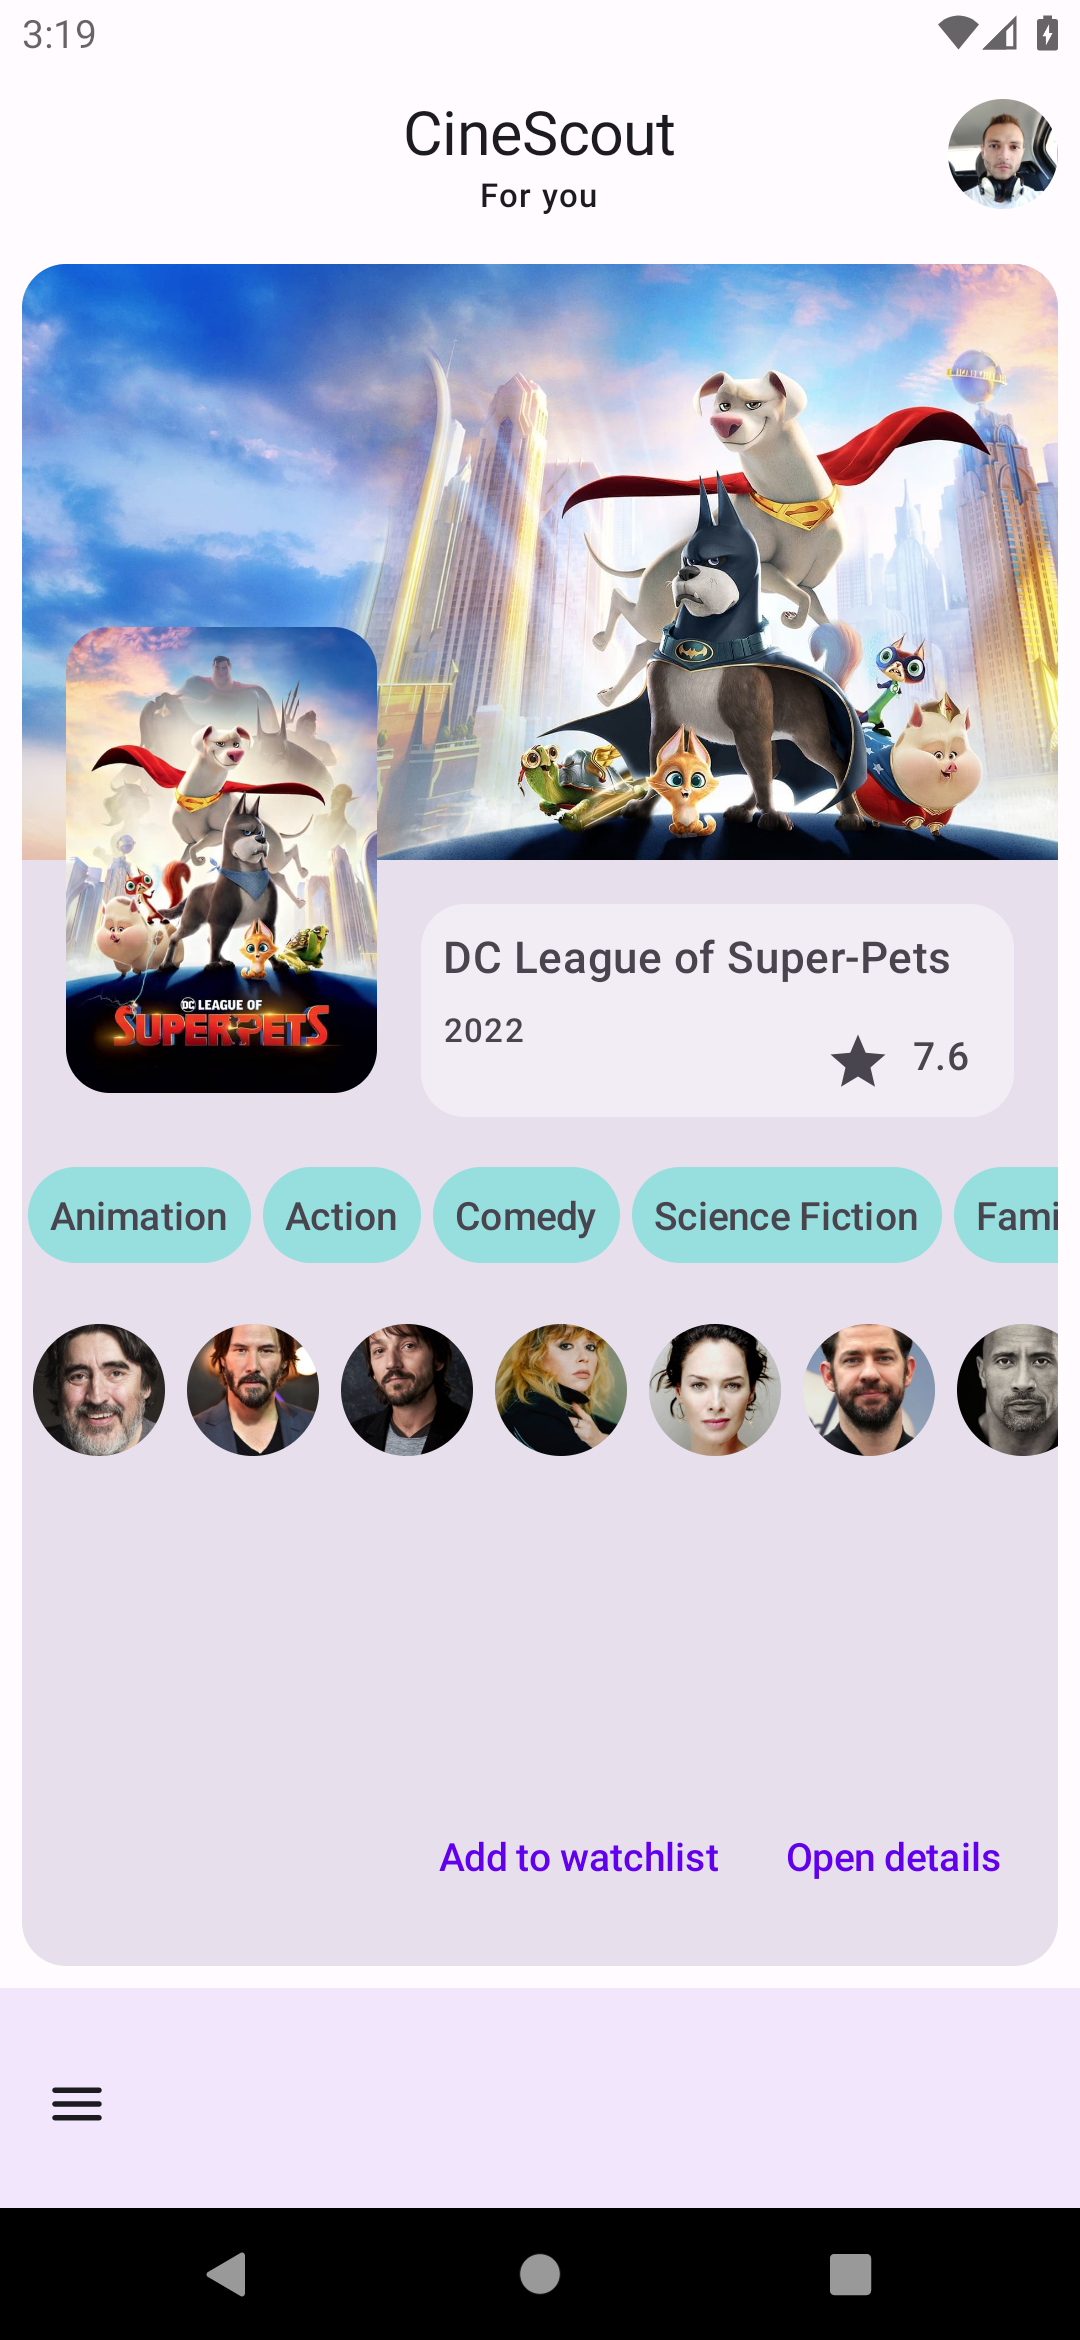 3:19
CineScout
For you
DC LEAGUE OF
SUPER-PETS
DC League of Super-Pets
2022
7.6
Animation Action Comedy Science Fiction Fami
Add to watchlist Open details